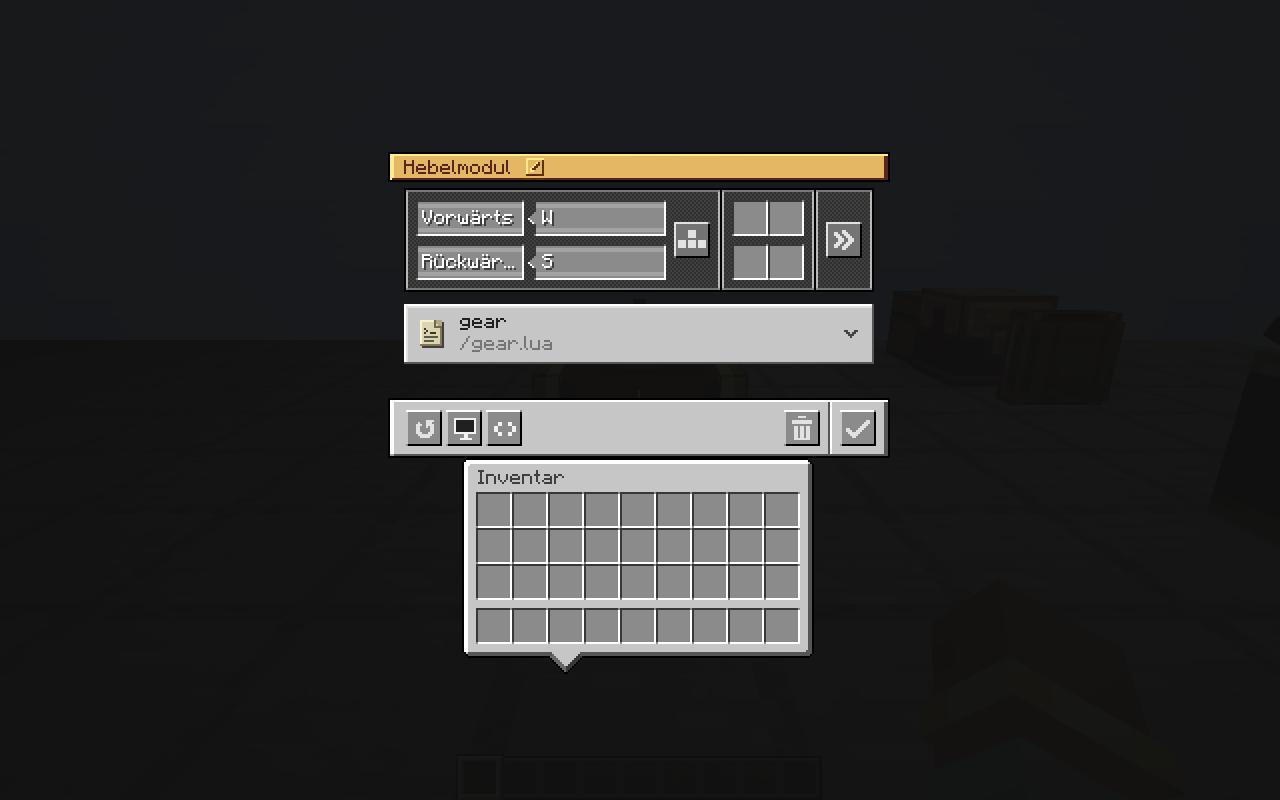 Hebelmodul
Vorwärts W
Rückwär... S
gear
/gear.lua
Inventar